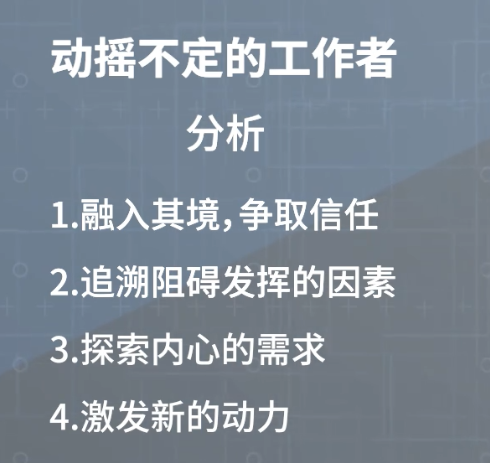 动摇不定的工作者
分析
1.融入其境,争取信任
2.追溯阻碍发挥的因素
3.探索内心的需求
4.激发新的动力